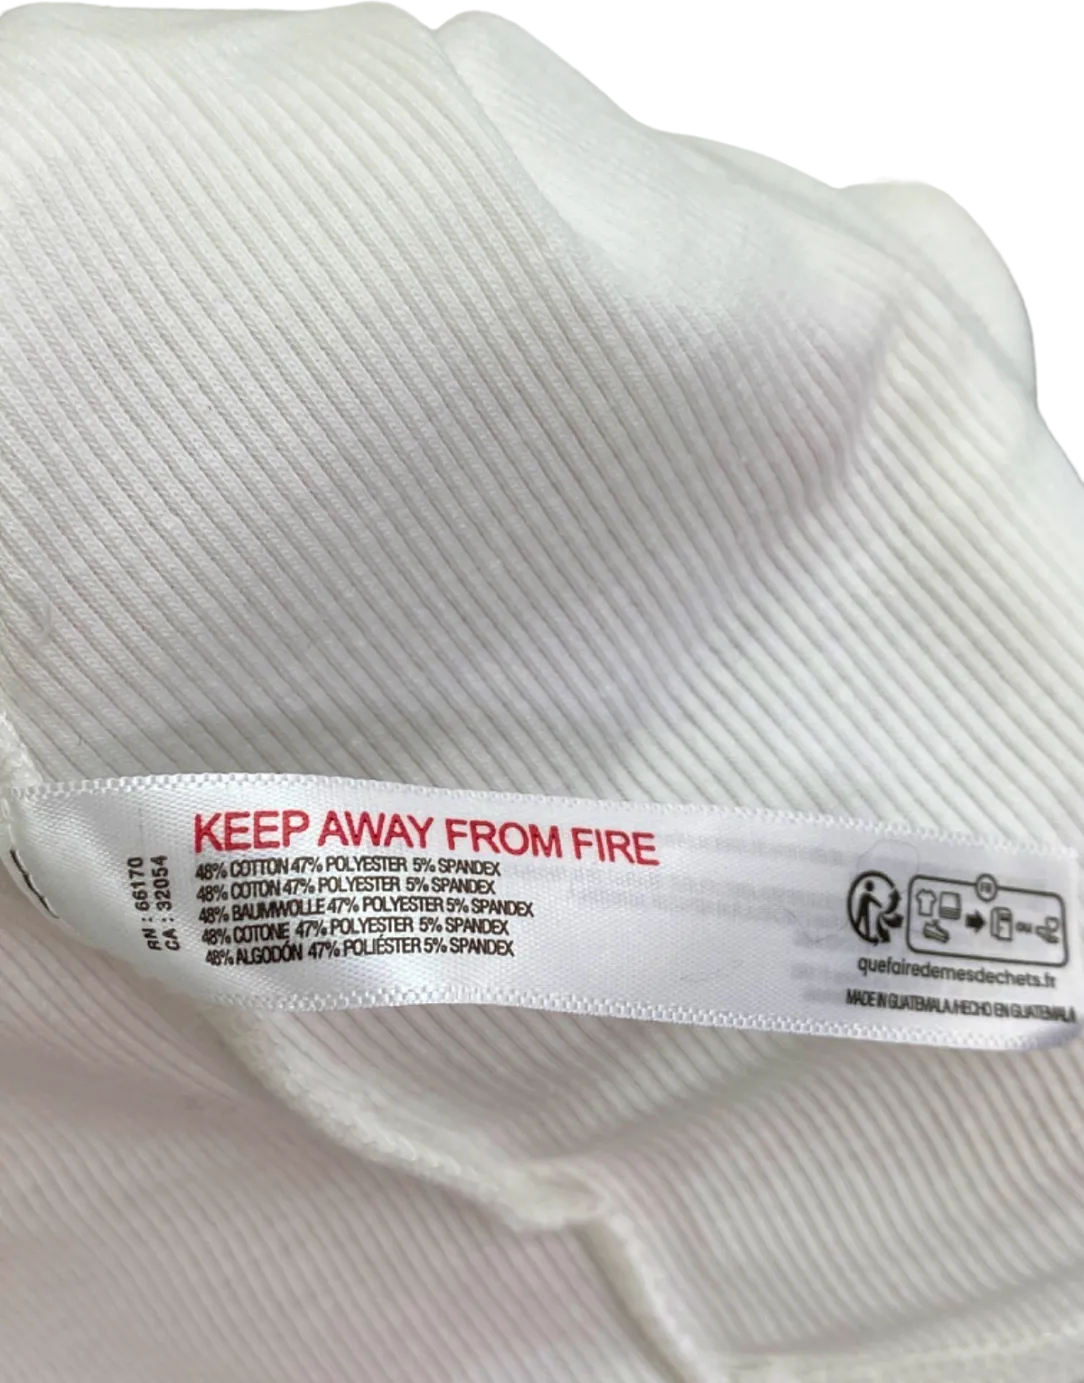 KEEP AWAY FROM FIRE
48% COTTON 47% POLYESTER 5% SPANDEX
48% COTON 47% POLYESTER 5% SPANDEX
48% BAUMWOLLE 47% POLYESTER 5% SPANDEX
48% COTONE 47% POLYESTER 5% SPANDEX
48% ALGODÓN 47% POLIÉSTER 5% SPANDEX
RN : 66170
CA : 32054
FR
ou
quefairedemesdechets.fr
MADE IN GUATEMALA/HECHO EN GUATEMALA